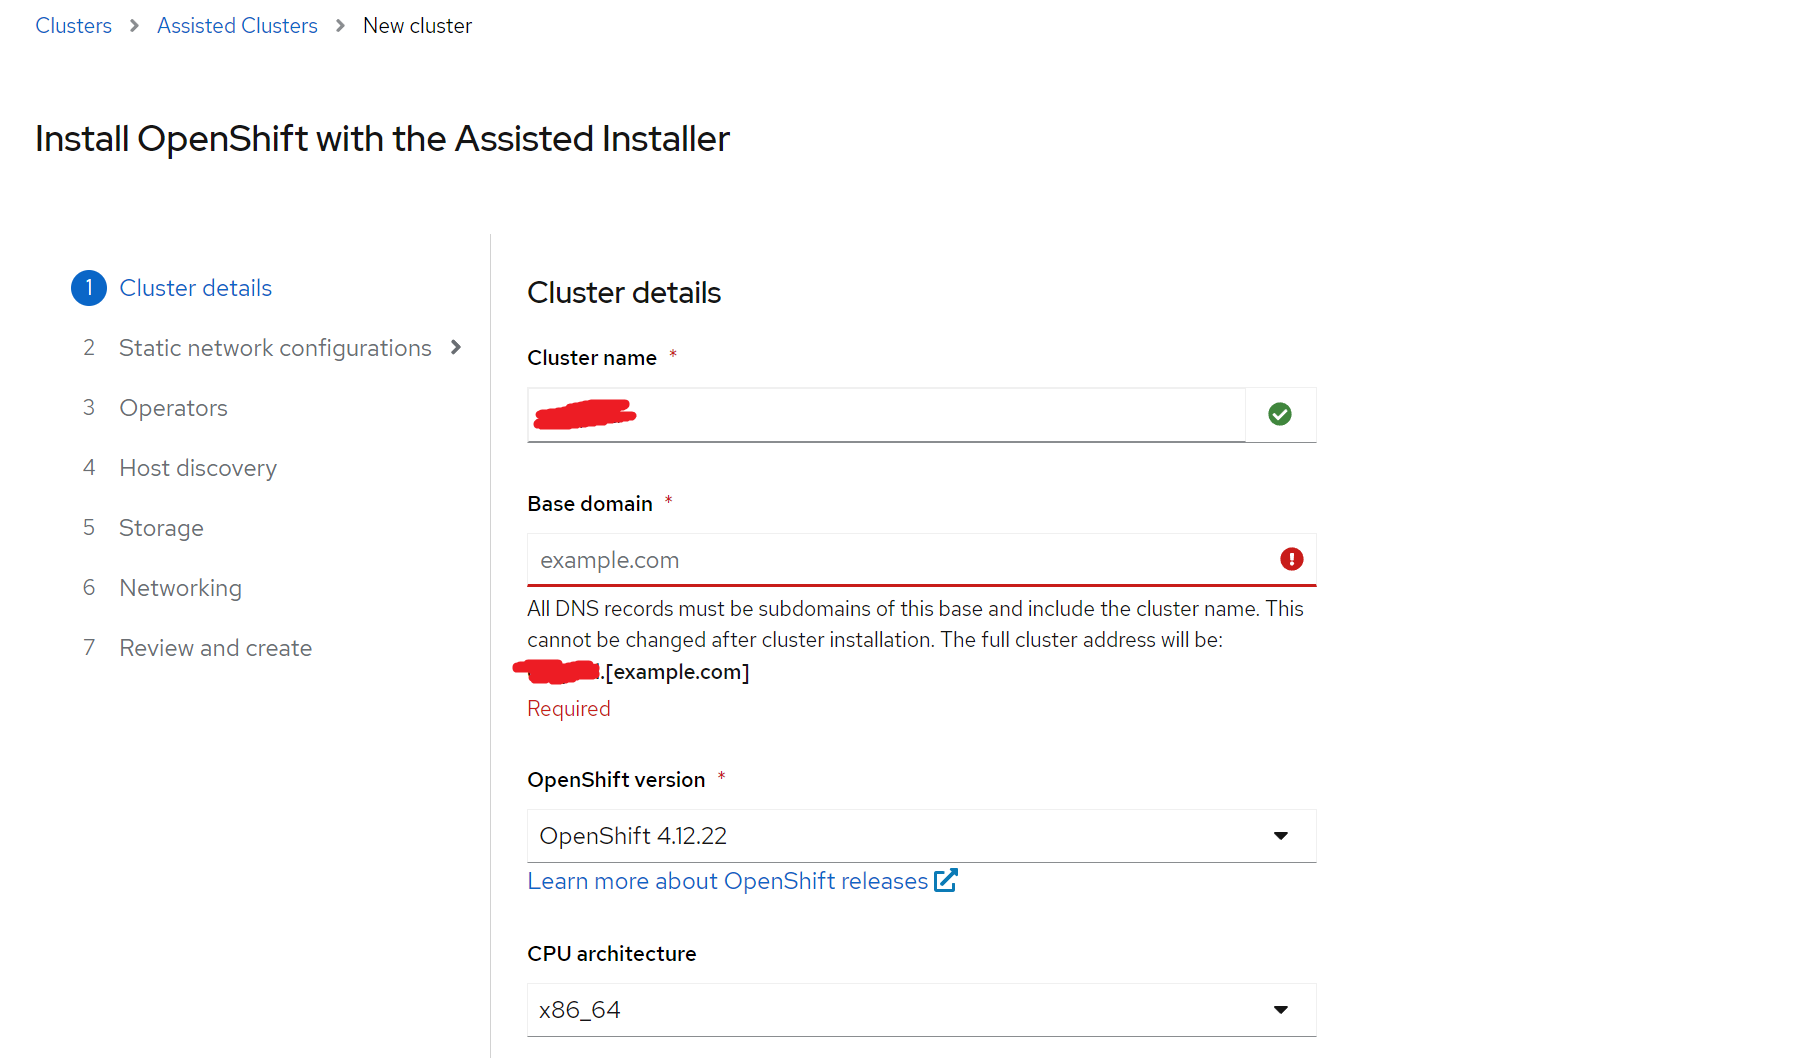 Clusters > Assisted Clusters > New cluster
Install OpenShift with the Assisted Installer
1 Cluster details
2 Static network configurations >
3 Operators
4 Host discovery
5 Storage
6 Networking
7 Review and create
Cluster details
Cluster name *
Base domain *
example.com
All DNS records must be subdomains of this base and include the cluster name. This
cannot be changed after cluster installation. The full cluster address will be:
.[example.com]
Required
OpenShift version *
OpenShift 4.12.22
Learn more about OpenShift releases
CPU architecture
x86_64